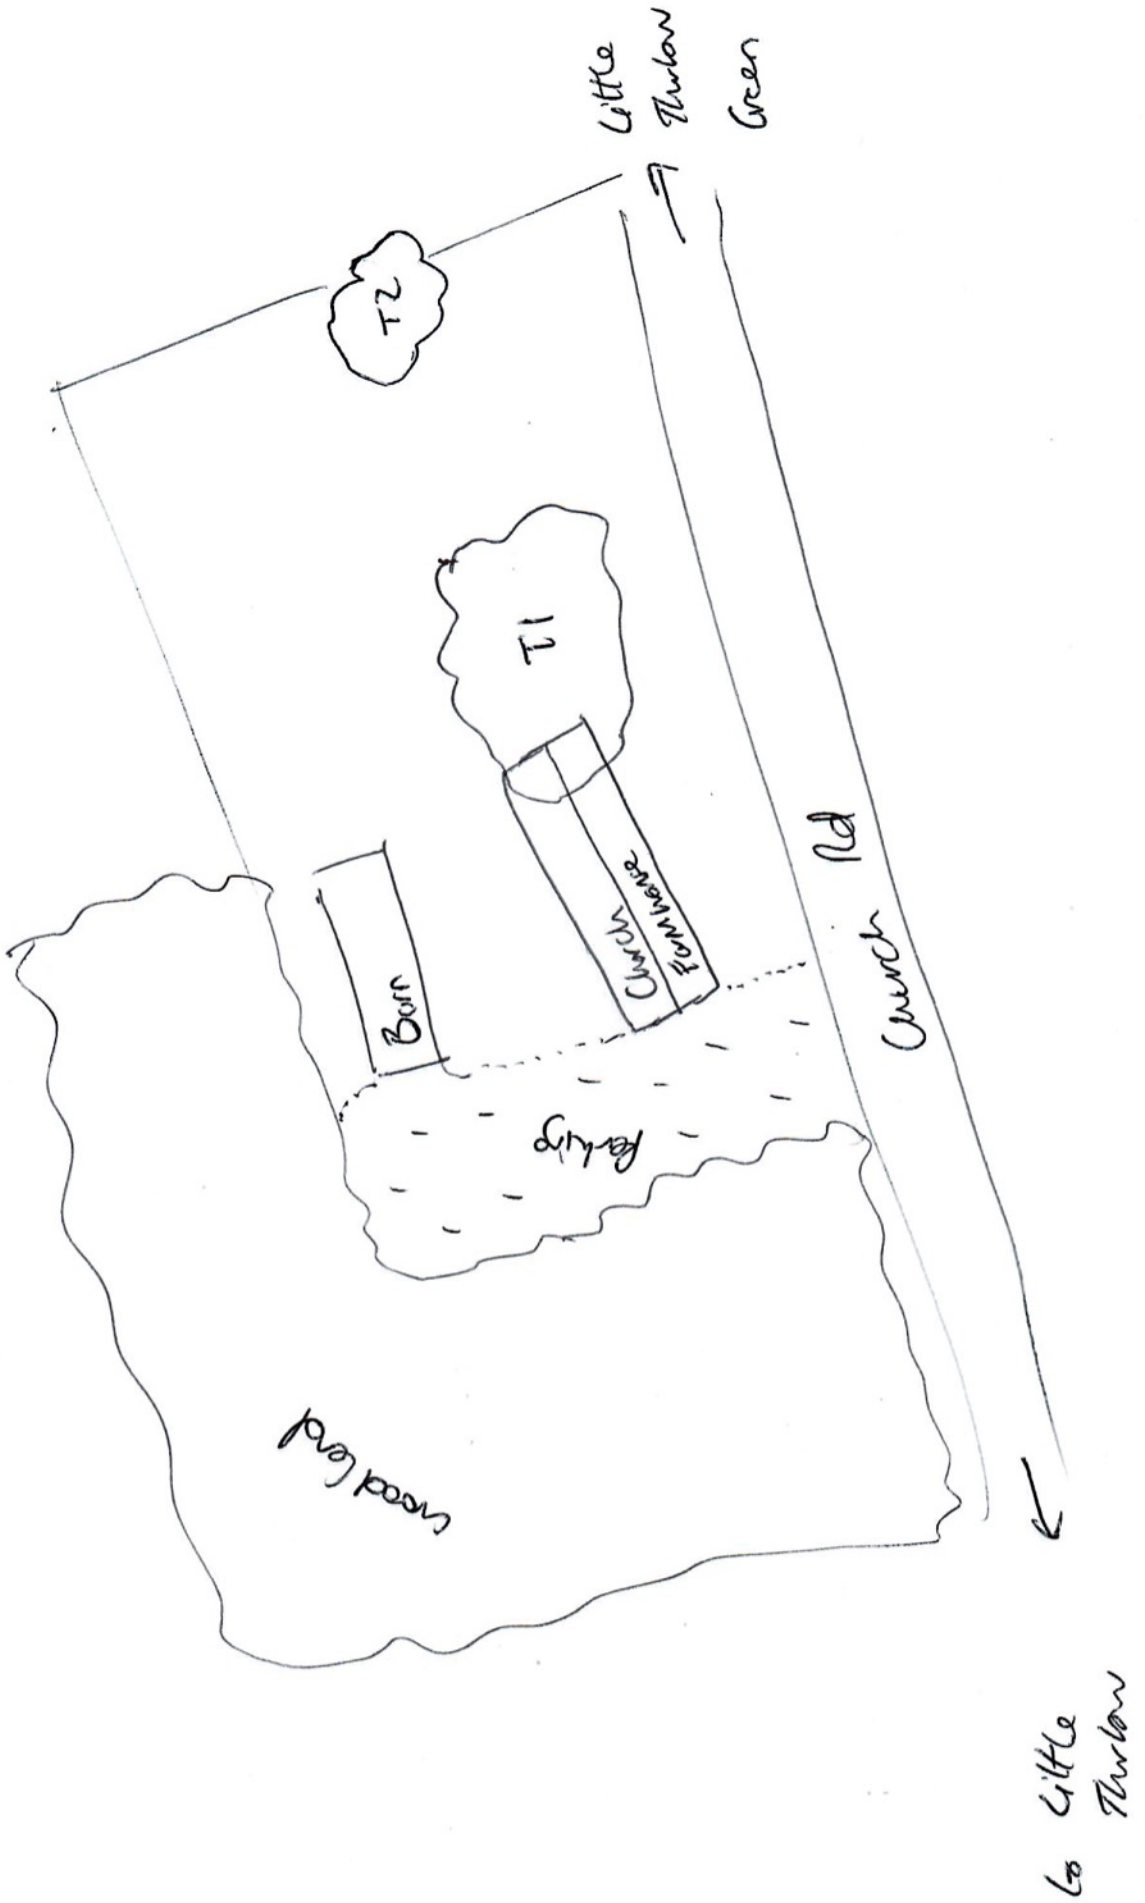 woodland
Parking
Barn
Church
Farmhouse
T1
T2
Church Rd
Little
Thurlow
Green
to Little
Thurlow